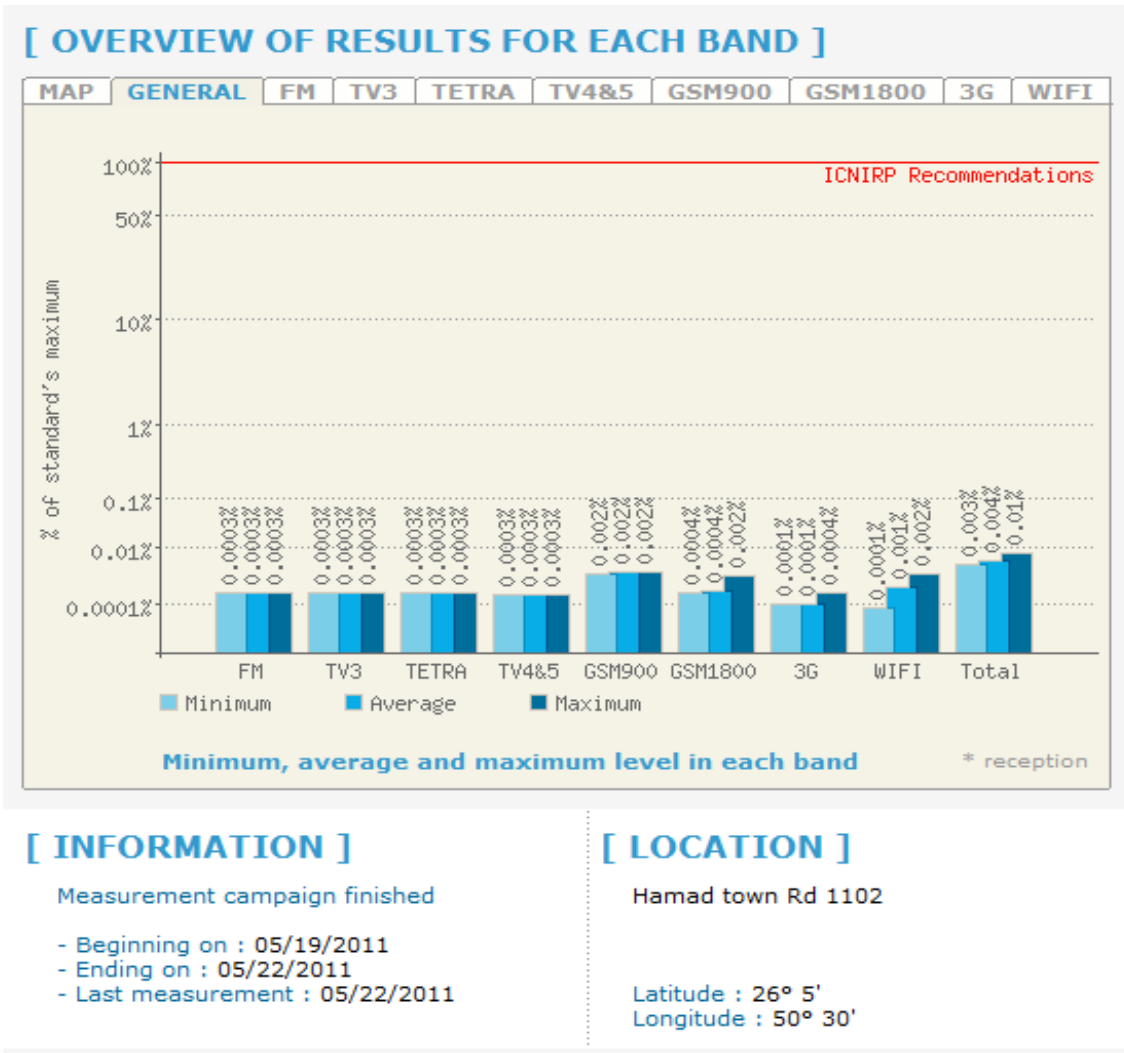 [ OVERVIEW OF RESULTS FOR EACH BAND ]
MAP GENERAL FM TV3 TETRA TV4&5 GSM900 GSM1800 3G WIFI
100%
ICNIRP Recommendations
50%
10%
1%
0.1%
0.01%
0.0001%
% of standard's maximum
0.0003% 0.0003% 0.0003%
0.0003% 0.0003% 0.0003%
0.0003% 0.0003% 0.0003%
0.0003% 0.0003% 0.0003%
0.002% 0.002% 0.002%
0.0004% 0.0004% 0.002%
0.0001% 0.0001% 0.0004%
0.0001% 0.001% 0.002%
0.003% 0.004% 0.01%
FM TV3 TETRA TV4&5 GSM900 GSM1800 3G WIFI Total
Minimum Average Maximum
Minimum, average and maximum level in each band * reception
[ INFORMATION ]
Measurement campaign finished
- Beginning on : 05/19/2011
- Ending on : 05/22/2011
- Last measurement : 05/22/2011
[ LOCATION ]
Hamad town Rd 1102
Latitude : 26º 5'
Longitude : 50º 30'